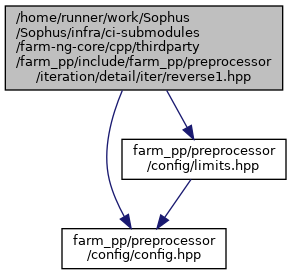 /home/runner/work/Sophus
/Sophus/infra/ci-submodules
/farm-ng-core/cpp/thirdparty
/farm_pp/include/farm_pp/preprocessor
/iteration/detail/iter/reverse1.hpp
farm_pp/preprocessor
/config/limits.hpp
farm_pp/preprocessor
/config/config.hpp